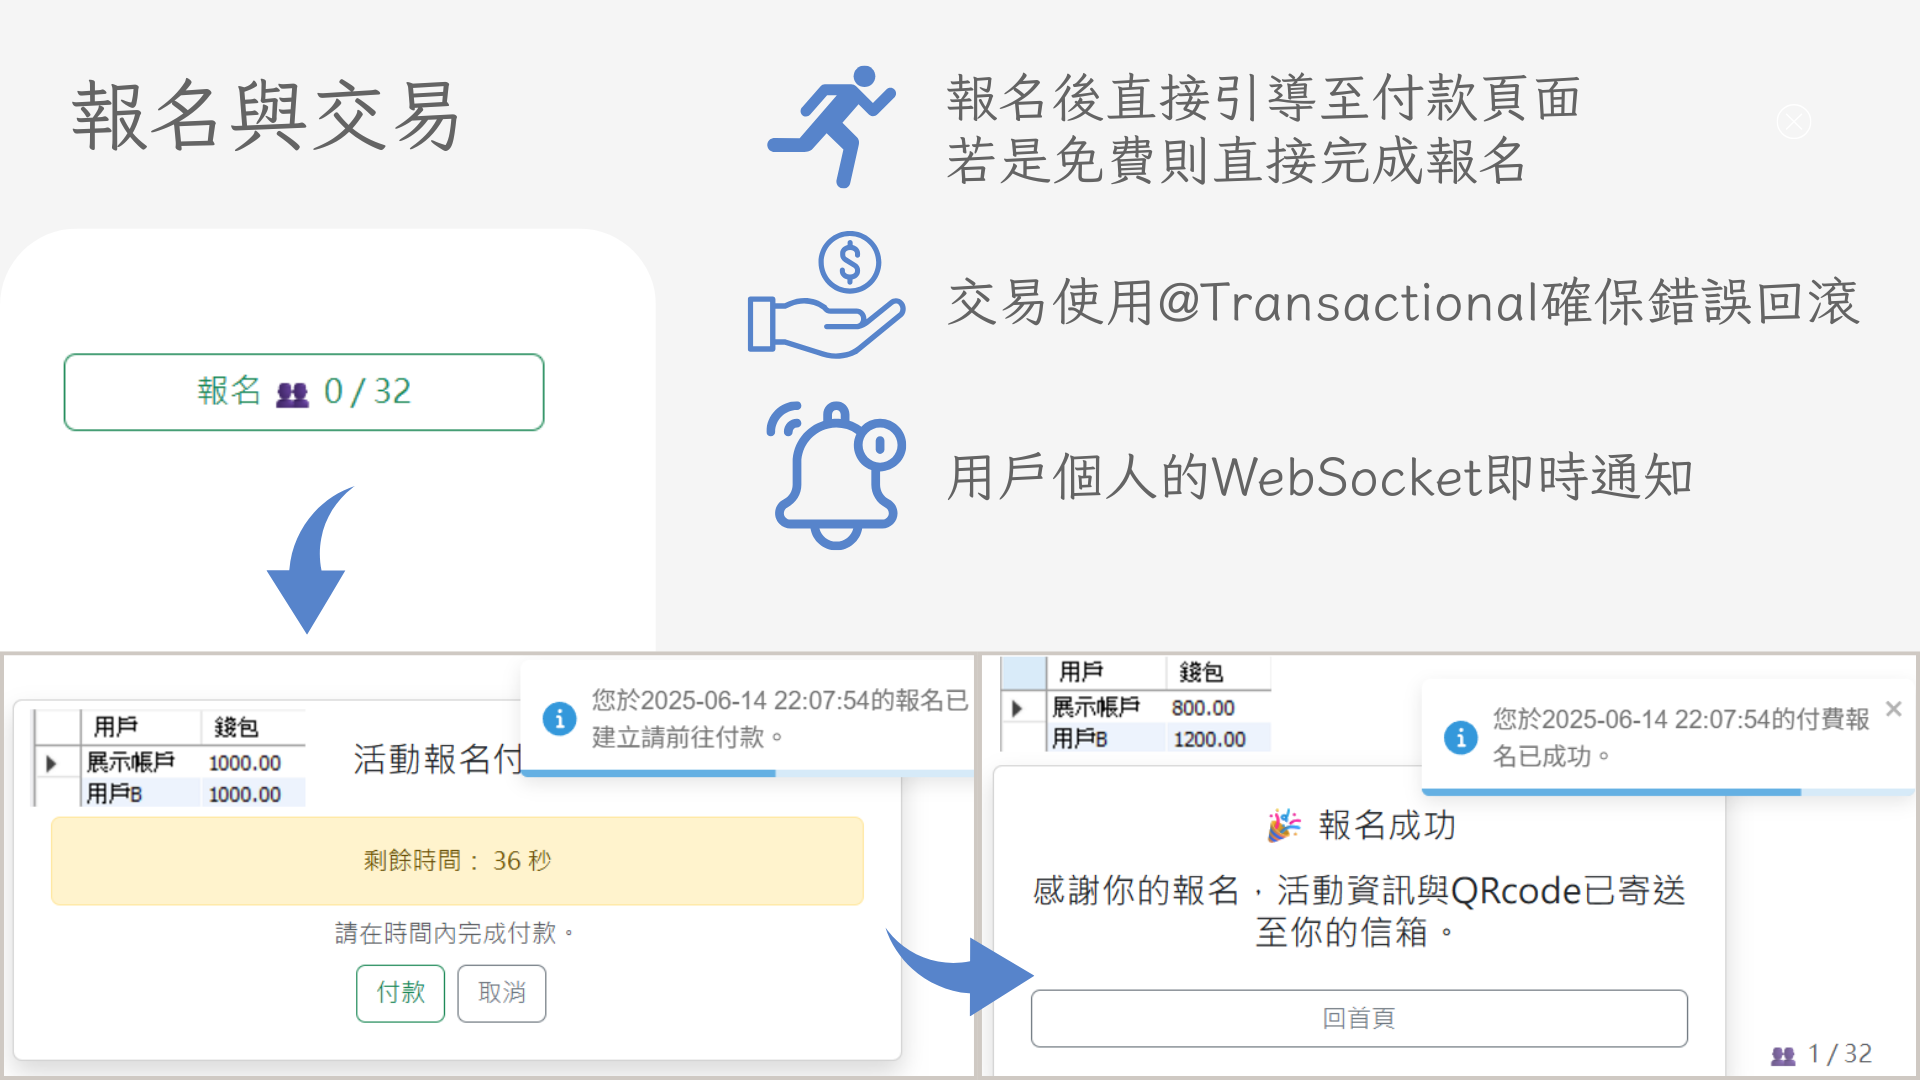 報名與交易
報名後直接引導至付款頁面
若是免費則直接完成報名
交易使用@Transactional確保錯誤回滾
用戶個人的WebSocket即時通知
報名 0 / 32
用戶 錢包
展示帳戶 1000.00
用戶B 1000.00
活動報名付
您於2025-06-14 22:07:54的報名已
建立請前往付款。
剩餘時間： 36 秒
請在時間內完成付款。
付款 取消
用戶 錢包
展示帳戶 800.00
用戶B 1200.00
您於2025-06-14 22:07:54的付費報
名已成功。
報名成功
感謝你的報名，活動資訊與QRcode已寄送
至你的信箱。
回首頁
1 / 32